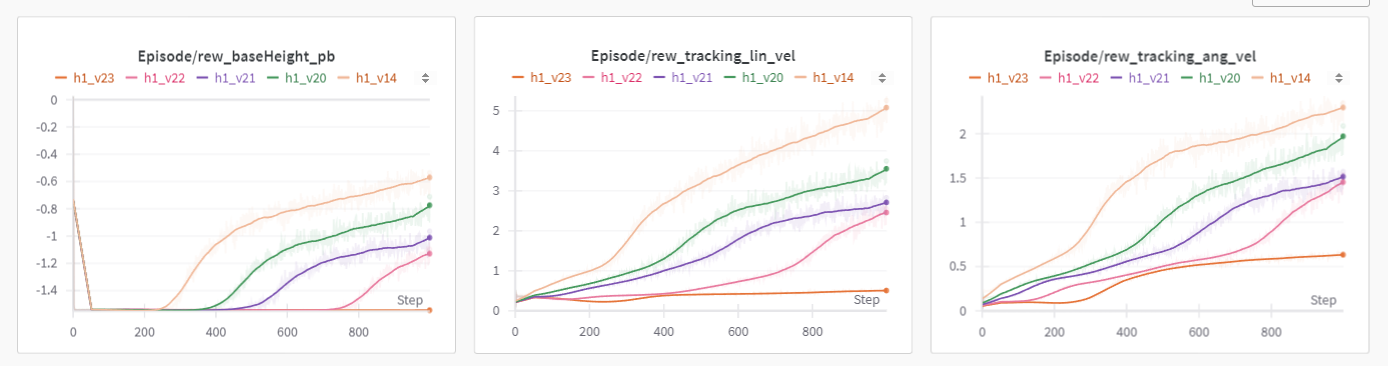 Episode/rew_baseHeight_pb
h1_v23 h1_v22 h1_v21 h1_v20 h1_v14
0
-0.2
-0.4
-0.6
-0.8
-1
-1.2
-1.4
Step
0 200 400 600 800
Episode/rew_tracking_lin_vel
h1_v23 h1_v22 h1_v21 h1_v20 h1_v14
5
4
3
2
1
0
Step
0 200 400 600 800
Episode/rew_tracking_ang_vel
h1_v23 h1_v22 h1_v21 h1_v20 h1_v14
2
1.5
1
0.5
0
Step
0 200 400 600 800